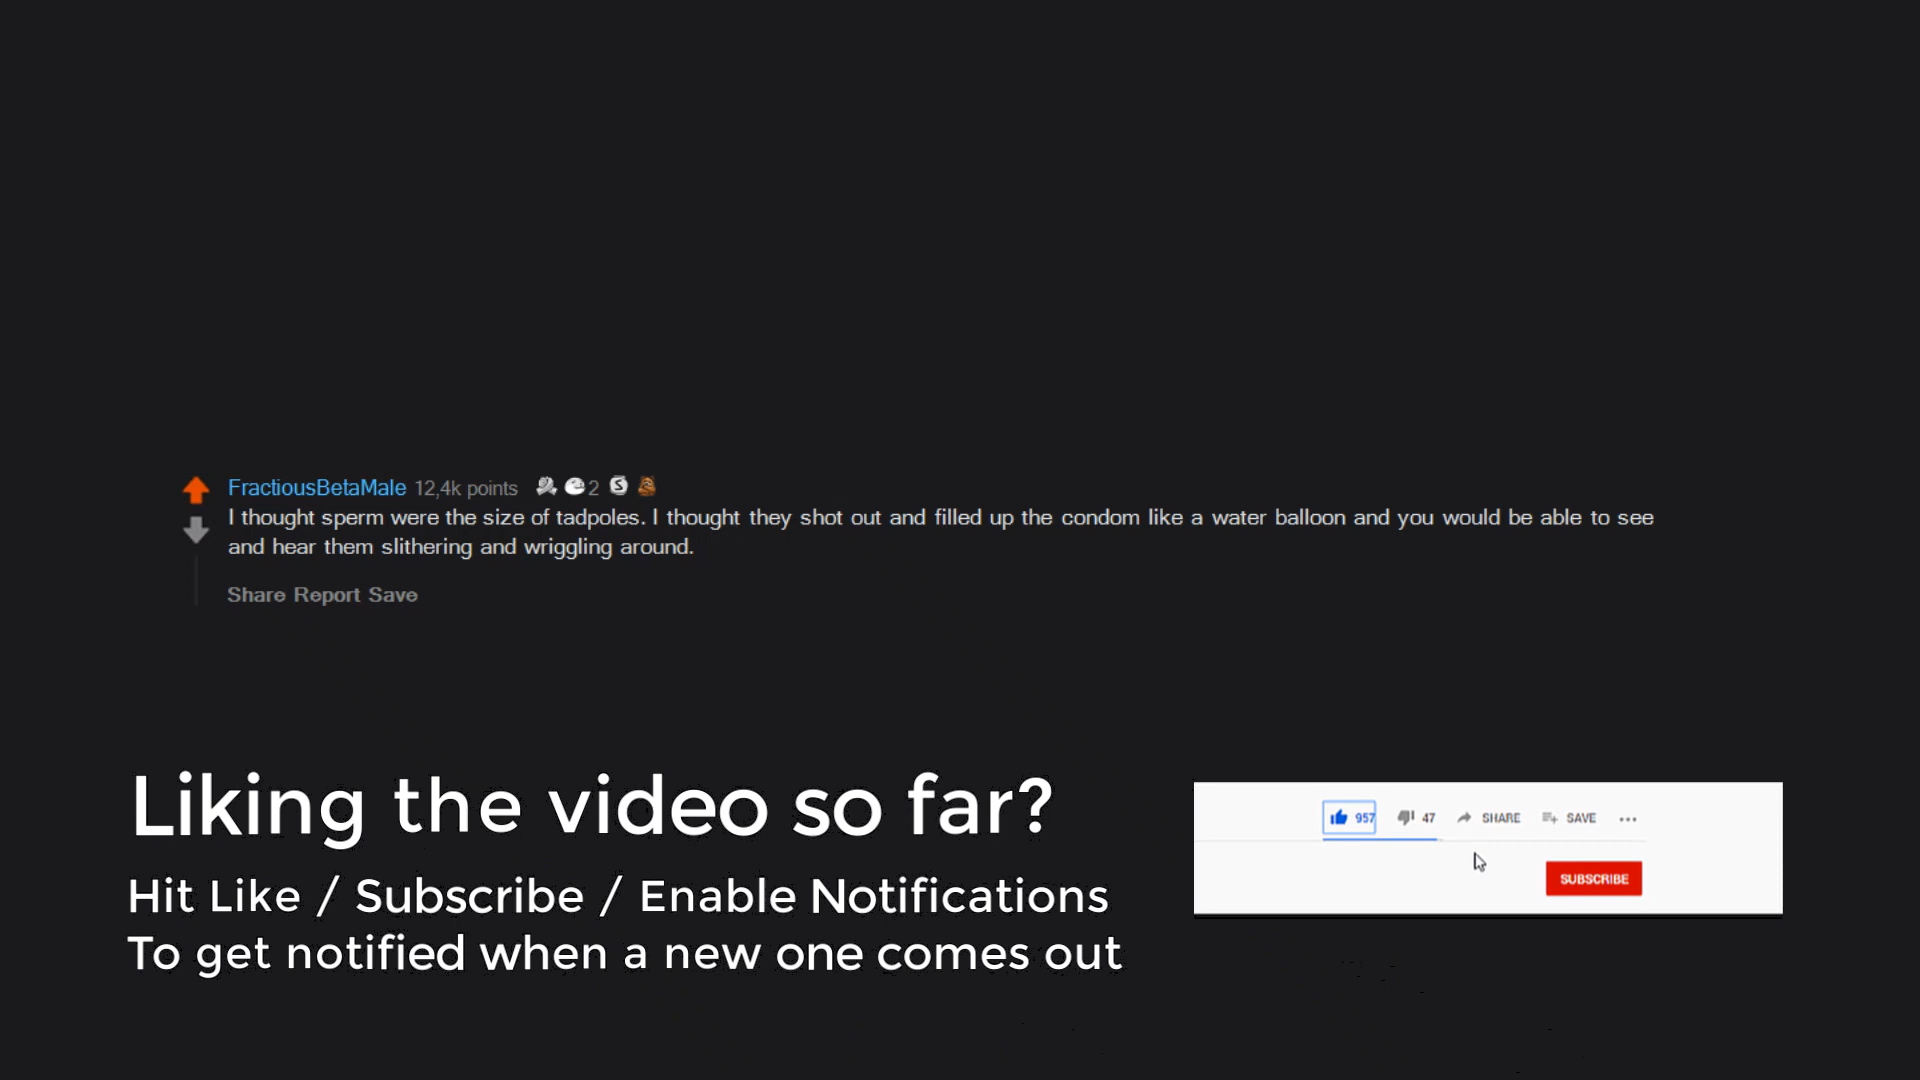 FractiousBetaMale 12,4k points 2
I thought sperm were the size of tadpoles. I thought they shot out and filled up the condom like a water balloon and you would be able to see
and hear them slithering and wriggling around.
Share Report Save
Liking the video so far?
Hit Like / Subscribe / Enable Notifications
To get notified when a new one comes out
957 47 SHARE SAVE
SUBSCRIBE